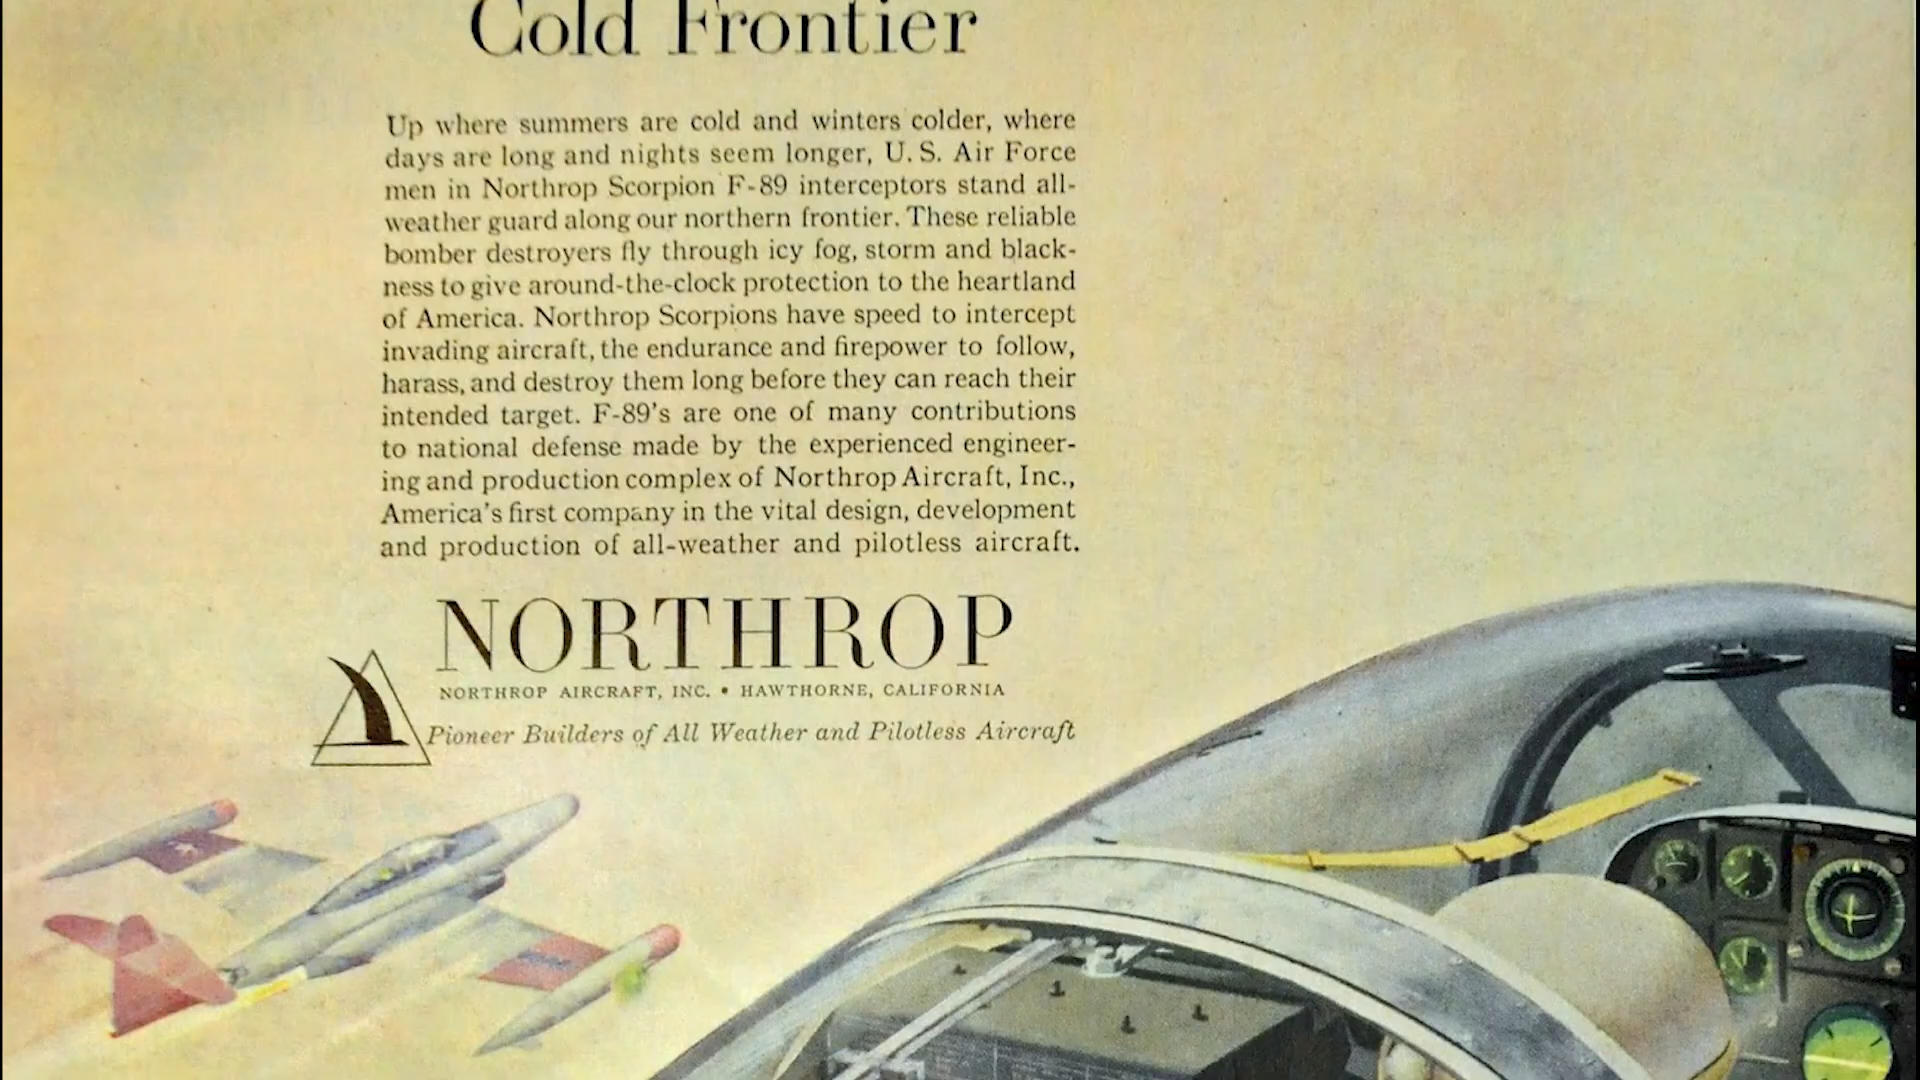 Cold Frontier
Up where summers are cold and winters colder, where
days are long and nights seem longer, U. S. Air Force
men in Northrop Scorpion F-89 interceptors stand all-
weather guard along our northern frontier. These reliable
bomber destroyers fly through icy fog, storm and black-
ness to give around-the-clock protection to the heartland
of America. Northrop Scorpions have speed to intercept
invading aircraft, the endurance and firepower to follow,
harass, and destroy them long before they can reach their
intended target. F-89's are one of many contributions
to national defense made by the experienced engineer-
ing and production complex of Northrop Aircraft, Inc.,
America's first company in the vital design, development
and production of all-weather and pilotless aircraft.
NORTHROP
NORTHROP AIRCRAFT, INC. • HAWTHORNE, CALIFORNIA
Pioneer Builders of All Weather and Pilotless Aircraft